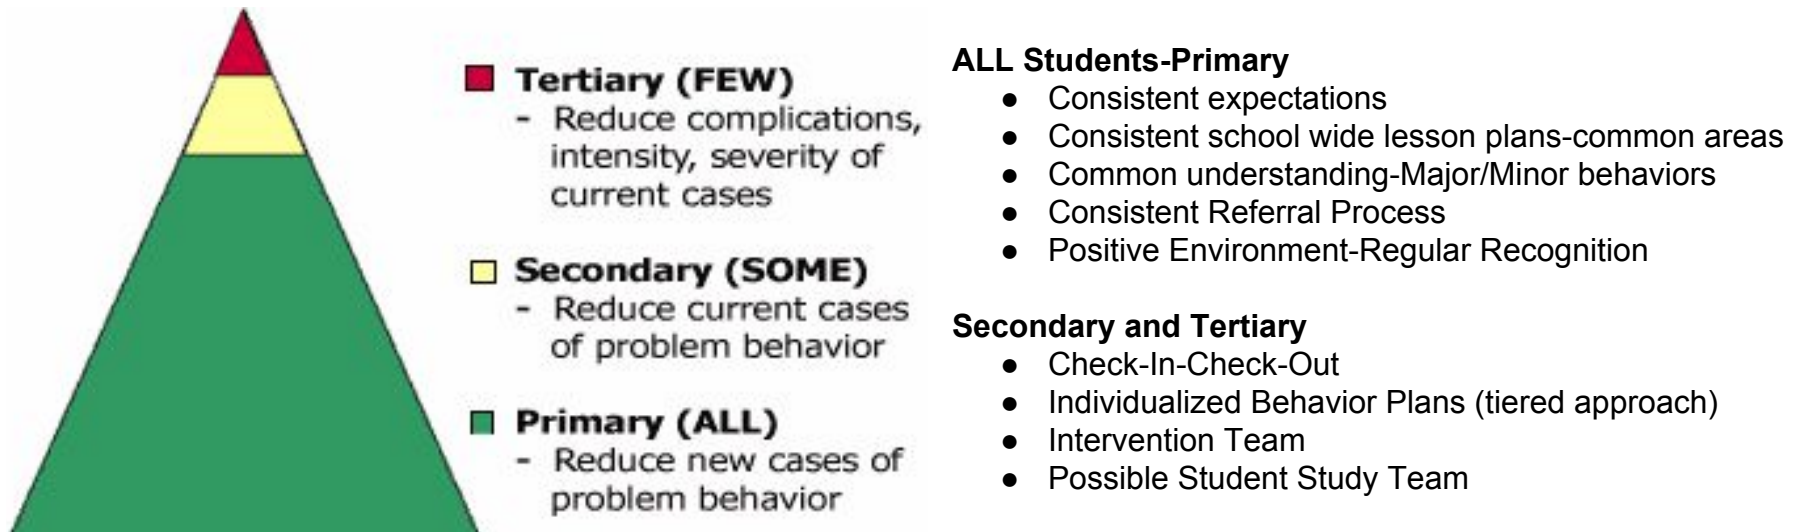 Tertiary (FEW)
- Reduce complications,
intensity, severity of
current cases
Secondary (SOME)
- Reduce current cases
of problem behavior
Primary (ALL)
- Reduce new cases of
problem behavior
ALL Students-Primary
● Consistent expectations
● Consistent school wide lesson plans-common areas
● Common understanding-Major/Minor behaviors
● Consistent Referral Process
● Positive Environment-Regular Recognition
Secondary and Tertiary
● Check-In-Check-Out
● Individualized Behavior Plans (tiered approach)
● Intervention Team
● Possible Student Study Team